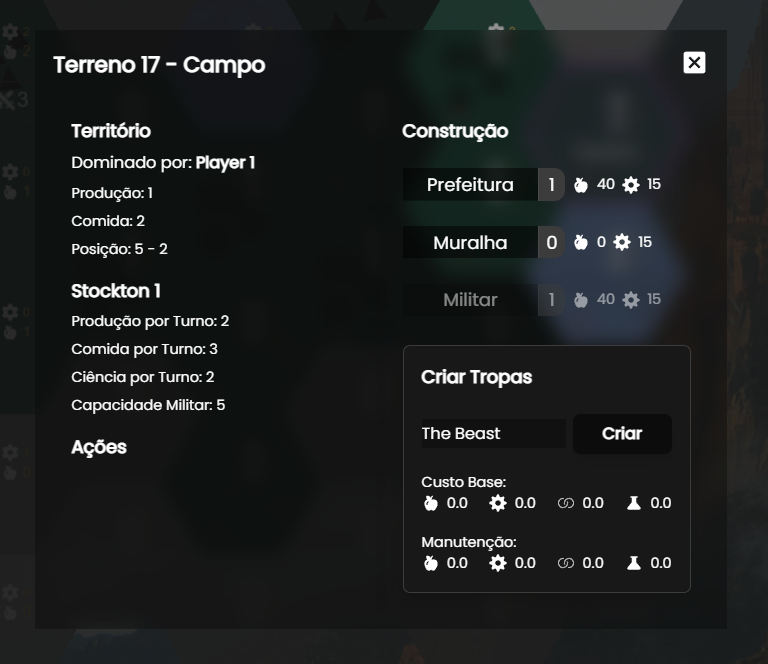 Terreno 17 - Campo
Território
Dominado por: Player 1
Produção: 1
Comida: 2
Posição: 5 - 2
Stockton 1
Produção por Turno: 2
Comida por Turno: 3
Ciência por Turno: 2
Capacidade Militar: 5
Ações
Construção
Prefeitura 1 40 15
Muralha 0 0 15
Militar 1 40 15
Criar Tropas
The Beast Criar
Custo Base:
0.0 0.0 0.0 0.0
Manutenção:
0.0 0.0 0.0 0.0